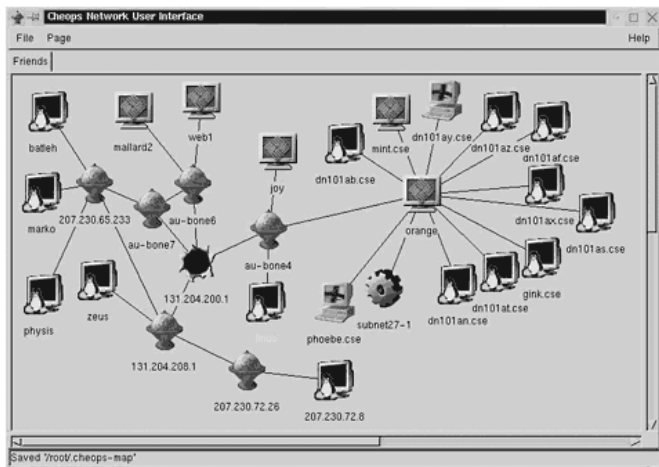 Cheops Network User Interface
File Page Help
Friends
batleh
mallard2
web1
mint.cse
dn101ay.cse
dn101az.cse
dn101af.cse
dn101ab.cse
joy
marko
207.230.65.233
au-bone6
au-bone7
orange
dn101ax.cse
dn101as.cse
au-bone4
131.204.200.1
gink.cse
dn101at.cse
dn101an.cse
subnet27-1
phoebe.cse
linus
physis
zeus
131.204.208.1
207.230.72.26
207.230.72.8
Saved "/root/.cheops-map"